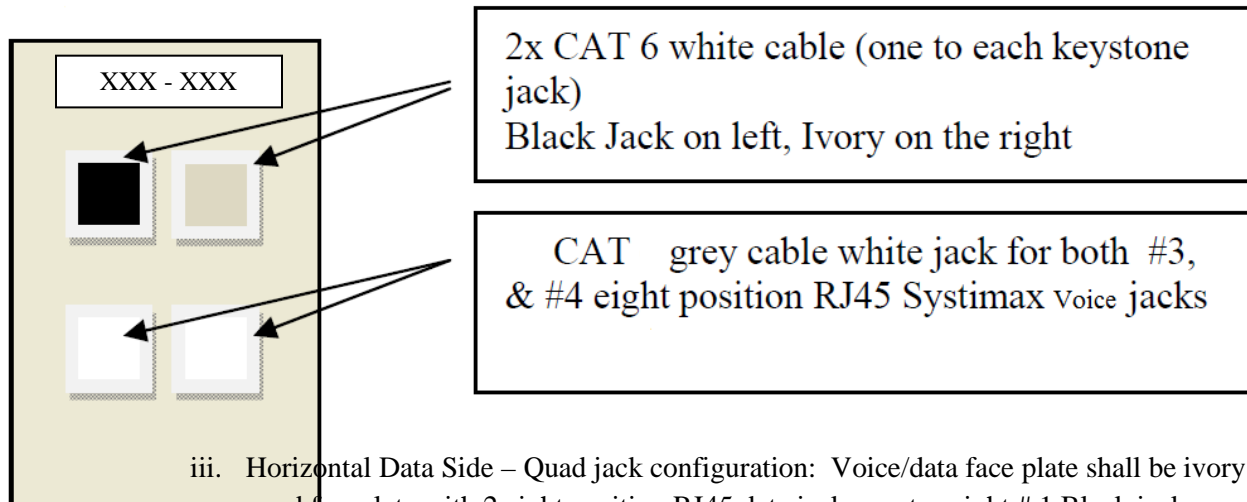 XXX - XXX
2x CAT 6 white cable (one to each keystone
jack)
Black Jack on left, Ivory on the right
CAT grey cable white jack for both #3,
& #4 eight position RJ45 Systimax Voice jacks
iii. Horizontal Data Side – Quad jack configuration: Voice/data face plate shall be ivory